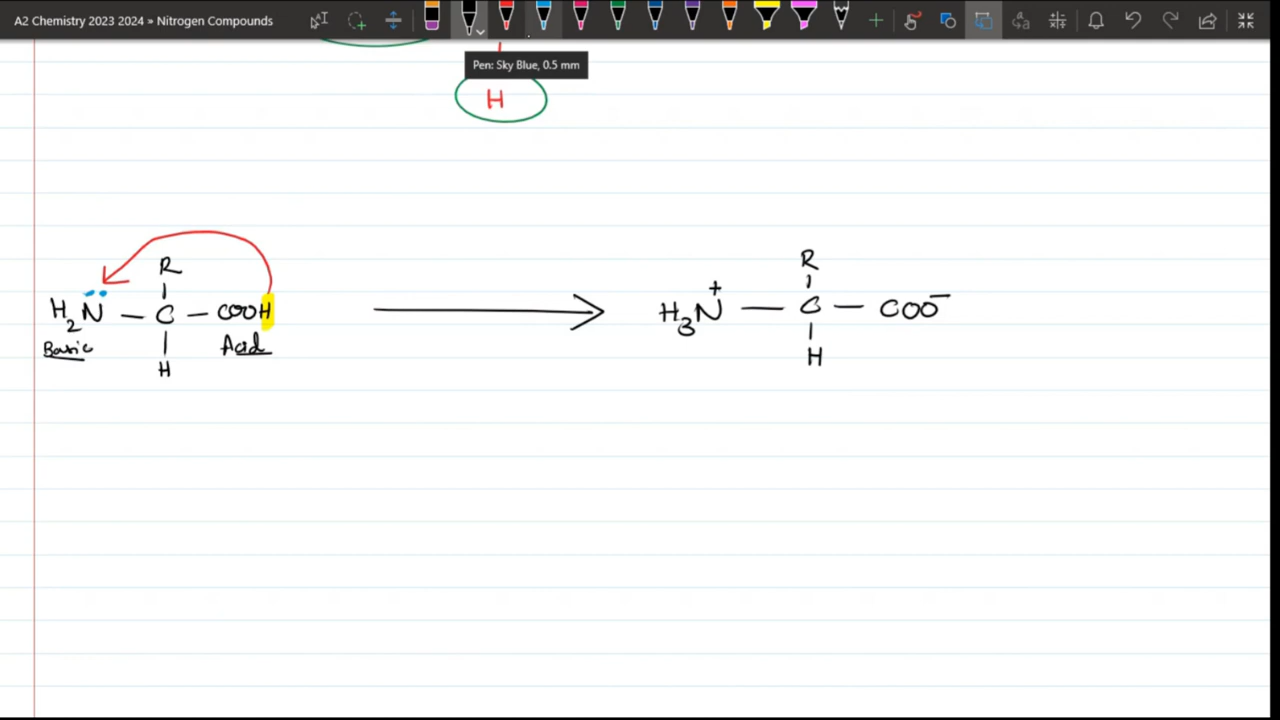 A2 Chemistry 2023 2024 » Nitrogen Compounds
Pen: Sky Blue, 0.5 mm
H
R R
H₂N — C — COOH H₃N⁺ — C — COO⁻
Basic Acid
H H